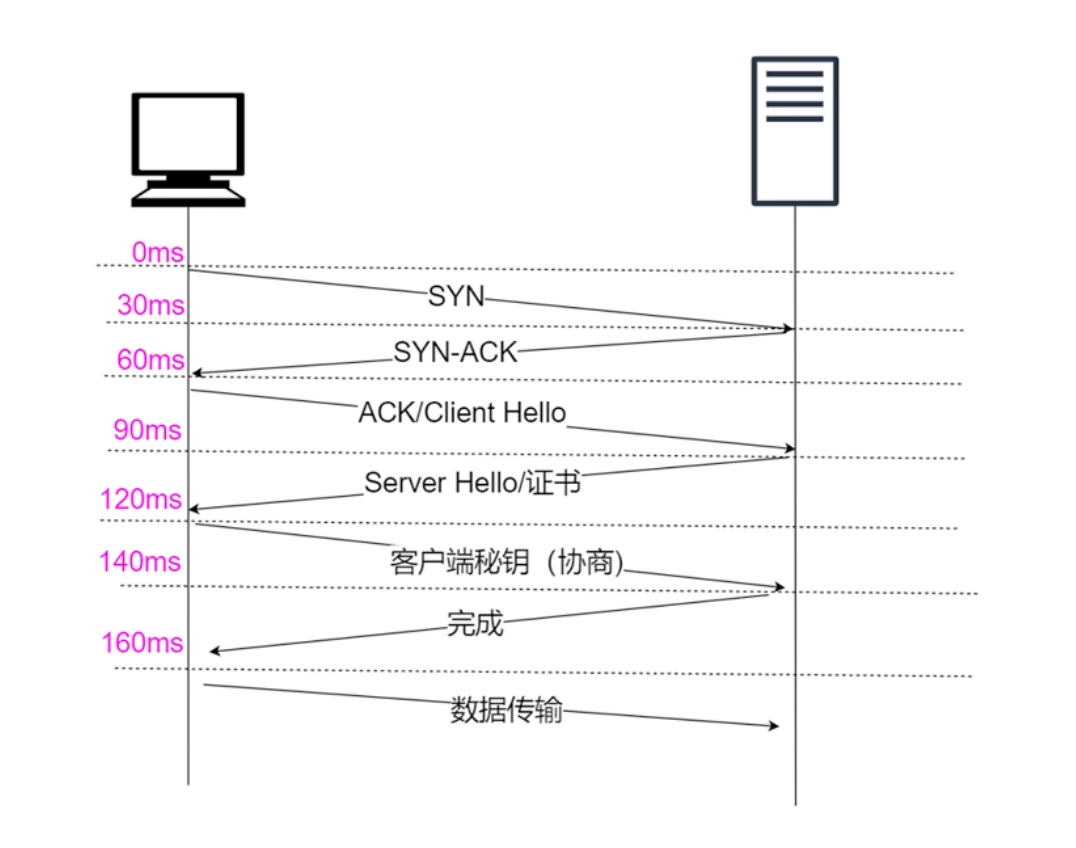 0ms
SYN
30ms
SYN-ACK
60ms
ACK/Client Hello
90ms
Server Hello/证书
120ms
客户端秘钥（协商)
140ms
完成
160ms
数据传输